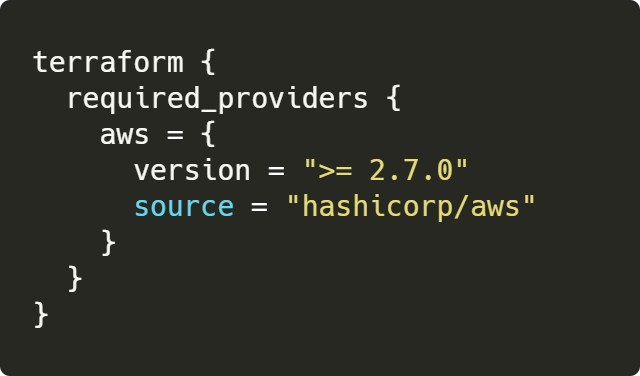 terraform {
  required_providers {
    aws = {
      version = ">= 2.7.0"
      source = "hashicorp/aws"
    }
  }
}